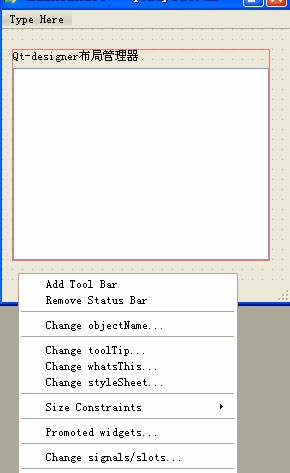 Type Here
Qt-designer布局管理器
Add Tool Bar
Remove Status Bar
Change objectName...
Change toolTip...
Change whatsThis...
Change styleSheet...
Size Constraints
Promoted widgets...
Change signals/slots...